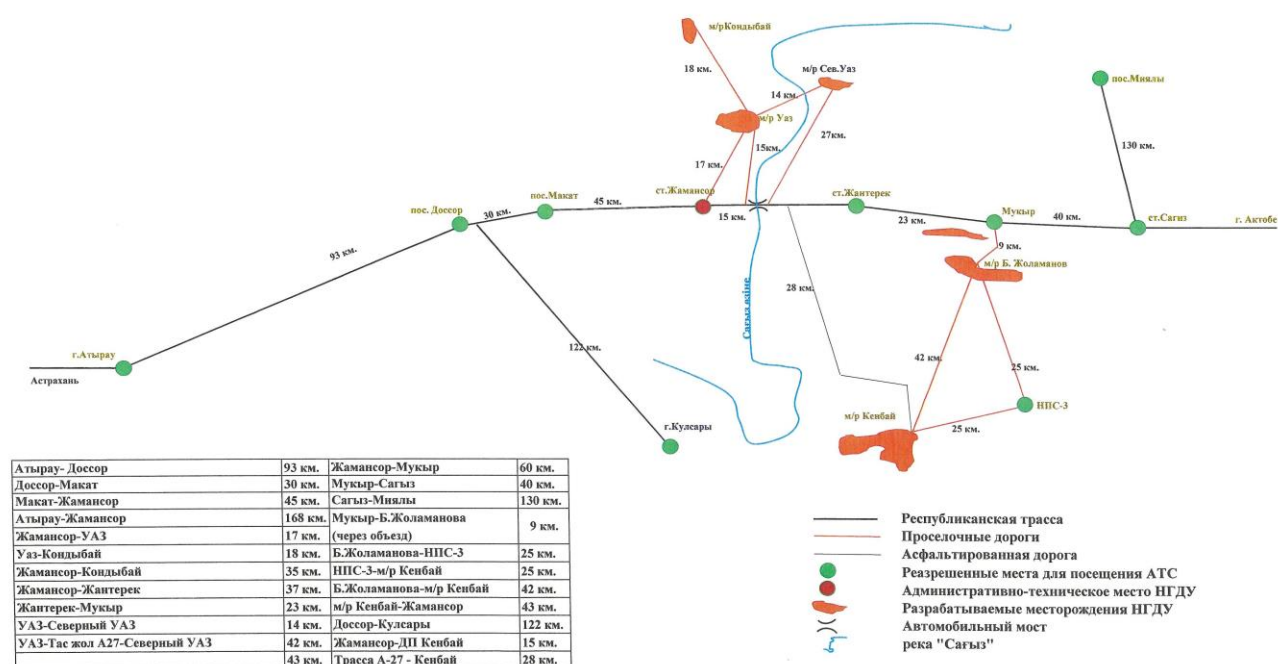 м/рКондыбай
18 км.
м/р Сев.Уаз
14 км.
м/р Уаз
15км.
27км.
17 км.
пос.Миялы
130 км.
пос.Макат
45 км.
ст.Жамансор
15 км.
ст.Жантерек
23 км.
Мукыр
40 км.
ст.Сагиз
г. Актобе
пос. Доссор
30 км.
93 км.
9 км.
м/р Б. Жоламанов
28 км.
Сағыз өзіне
122 км.
42 км.
25 км.
г.Атырау
Астрахань
НПС-3
м/р Кенбай
25 км.
г.Кулсары
Атырау- Доссор 93 км. Жамансор-Мукыр 60 км.
Доссор-Макат 30 км. Мукыр-Сагыз 40 км.
Макат-Жамансор 45 км. Сагыз-Миялы 130 км.
Атырау-Жамансор 168 км. Мукыр-Б.Жоламанова 9 км.
Жамансор-УАЗ 17 км. (через объезд)
Уаз-Кондыбай 18 км. Б.Жоламанова-НПС-3 25 км.
Жамансор-Кондыбай 35 км. НПС-3-м/р Кенбай 25 км.
Жамансор-Жантерек 37 км. Б.Жоламанова-м/р Кенбай 42 км.
Жантерек-Мукыр 23 км. м/р Кенбай-Жамансор 43 км.
УАЗ-Северный УАЗ 14 км. Доссор-Кулсары 122 км.
УАЗ-Тас жол А27-Северный УАЗ 42 км. Жамансор-ДП Кенбай 15 км.
43 км. Трасса А-27 - Кенбай 28 км.
Республиканская трасса
Проселочные дороги
Асфальтированная дорога
Реазрешенные места для посещения АТС
Административно-техническое место НГДУ
Разрабатываемые месторождения НГДУ
Автомобильный мост
река "Сағыз"